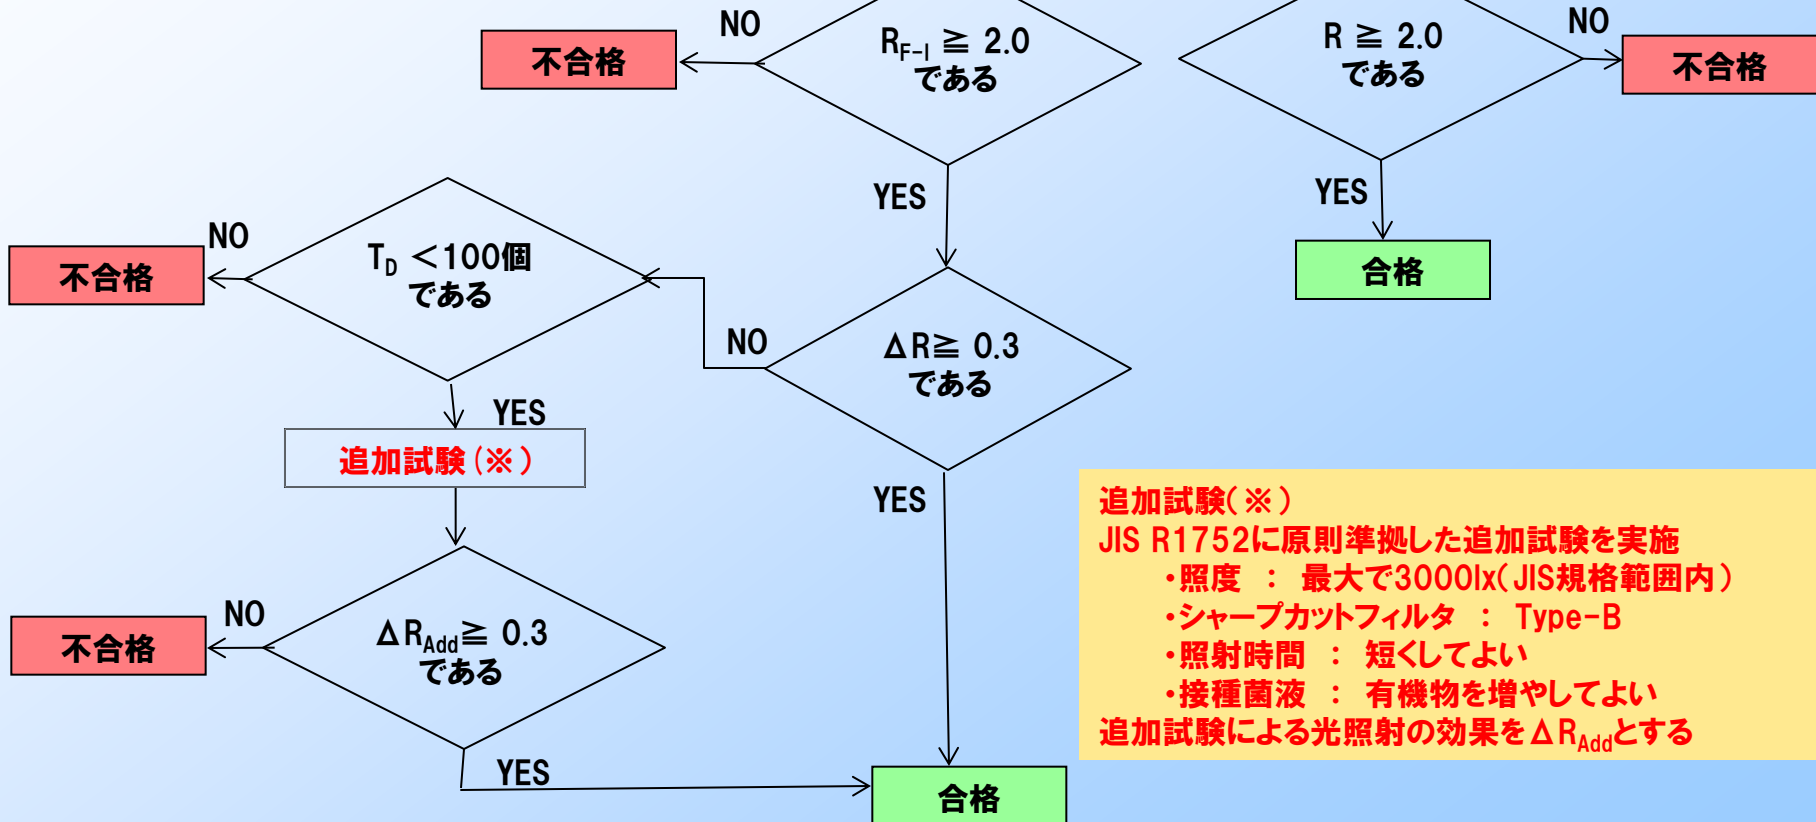 NO
不合格
R_F-I ≧ 2.0
である
R ≧ 2.0
である
NO
不合格
YES
YES
合格
NO
不合格
T_D <100個
である
NO
ΔR≧ 0.3
である
YES
追加試験(※)
YES
追加試験(※)
JIS R1752に原則準拠した追加試験を実施
・照度 : 最大で3000lx(JIS規格範囲内)
・シャープカットフィルタ : Type-B
・照射時間 : 短くしてよい
・接種菌液 : 有機物を増やしてよい
追加試験による光照射の効果をΔR_Addとする
NO
不合格
ΔR_Add≧ 0.3
である
YES
合格